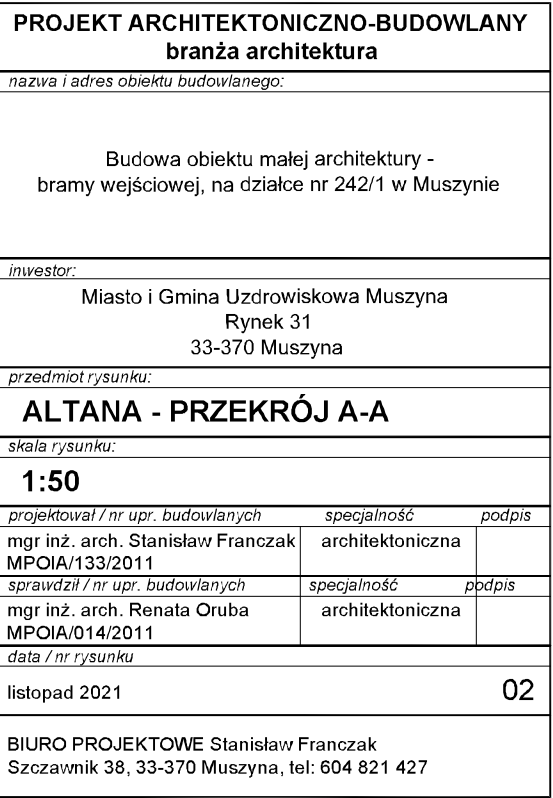 PROJEKT ARCHITEKTONICZNO-BUDOWLANY
branża architektura
nazwa i adres obiektu budowlanego:
Budowa obiektu małej architektury -
bramy wejściowej, na działce nr 242/1 w Muszynie
inwestor:
Miasto i Gmina Uzdrowiskowa Muszyna
Rynek 31
33-370 Muszyna
przedmiot rysunku:
ALTANA - PRZEKRÓJ A-A
skala rysunku:
1:50
projektował / nr upr. budowlanych specjalność podpis
mgr inż. arch. Stanisław Franczak architektoniczna
MPOIA/133/2011
sprawdził / nr upr. budowlanych specjalność podpis
mgr inż. arch. Renata Oruba architektoniczna
MPOIA/014/2011
data / nr rysunku
listopad 2021 02
BIURO PROJEKTOWE Stanisław Franczak
Szczawnik 38, 33-370 Muszyna, tel: 604 821 427